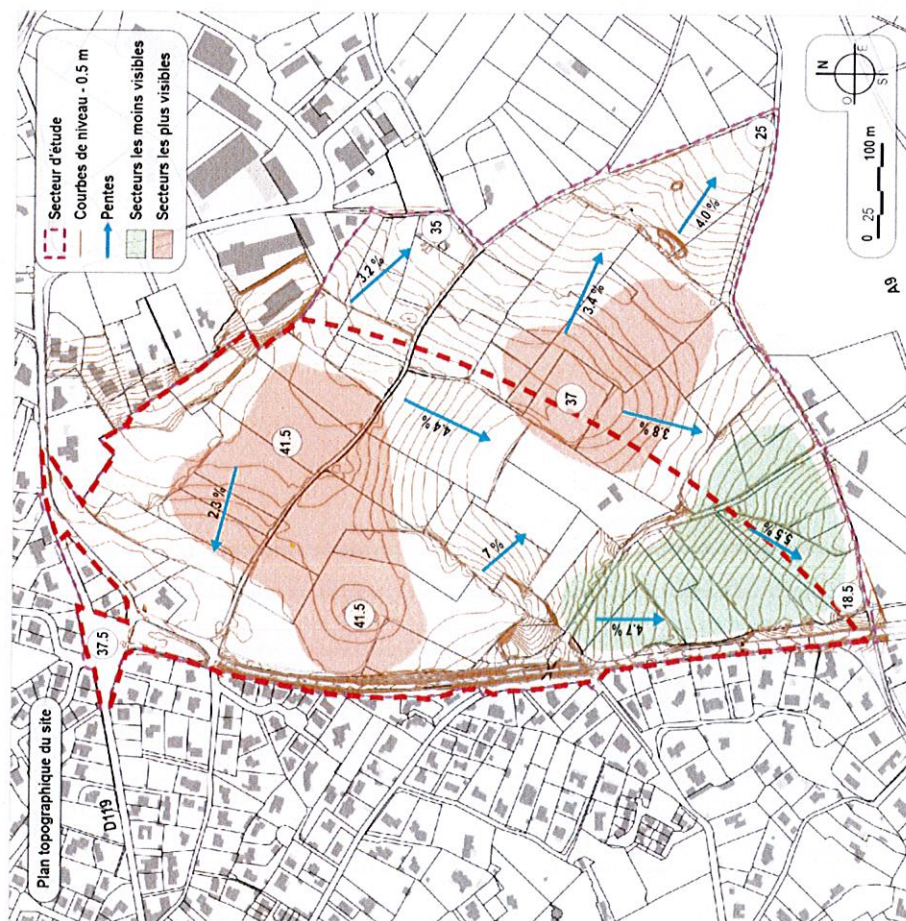 Plan topographique du site
Secteur d'étude
Courbes de niveau - 0.5 m
Pentes
Secteurs les moins visibles
Secteurs les plus visibles
D119
37.5
2.3 %
41.5
41.5
3.2 %
35
4.4 %
7 %
37
3.4 %
3.8 %
4.0 %
25
4.7 %
5.5 %
18.5
N
O
E
S
0 25 100 m
A9